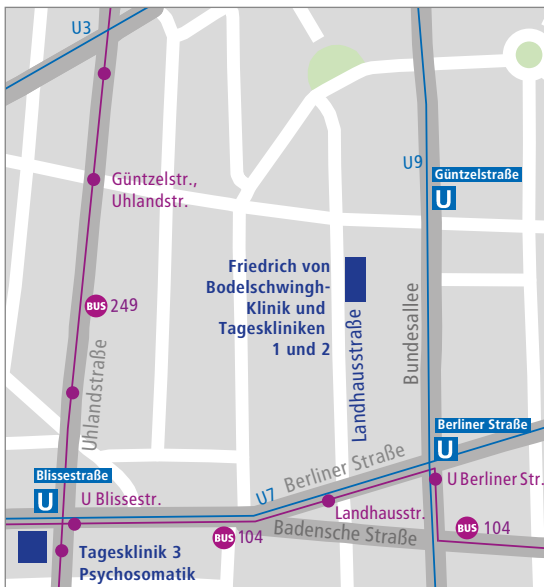 U3
U9
Güntzelstraße
U
Güntzelstr.,
Uhlandstr.
Friedrich von
Bodelschwingh-
Klinik und
Tageskliniken
1 und 2
BUS 249
Uhlandstraße
Landhausstraße
Bundesallee
Berliner Straße
U
Berliner Straße
Blissestraße
U
U Blissestr.
U7
U Berliner Str.
Landhausstr.
Badensche Straße
BUS 104
BUS 104
Tagesklinik 3
Psychosomatik